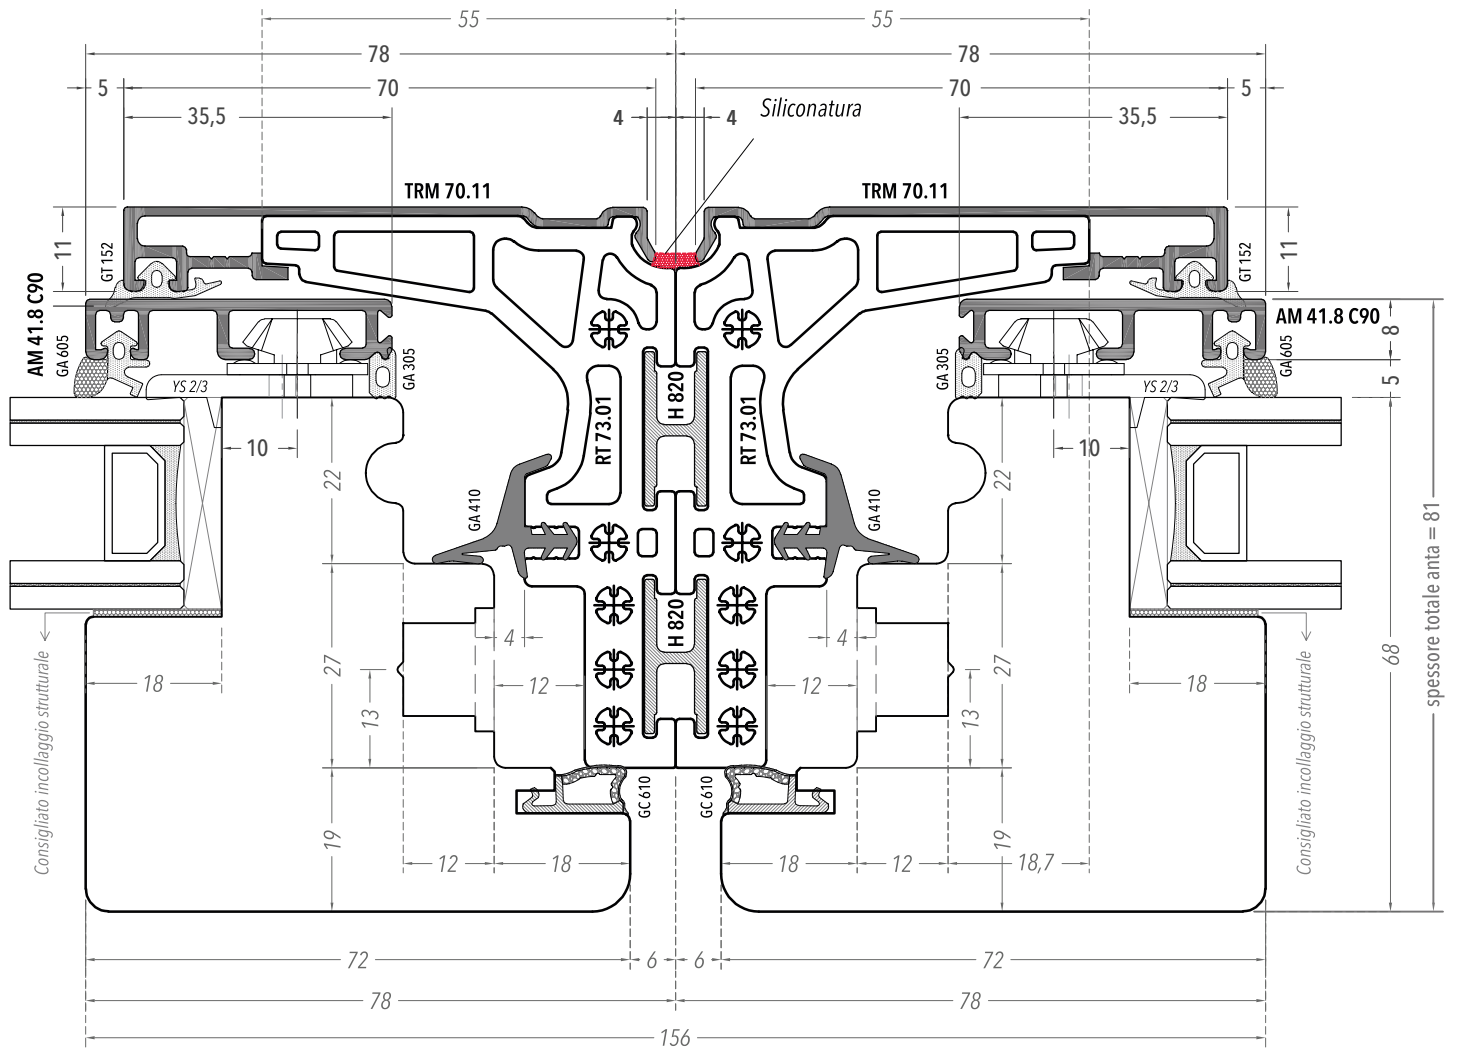 55
55
78
78
5
70
70
5
35,5
4
4
Siliconatura
35,5
TRM 70.11
TRM 70.11
11
GT 152
GT 152
11
AM 41.8 C90
GA 605
AM 41.8 C90
GA 605
8
YS 2/3
GA 305
H 820
GA 305
YS 2/3
5
RT 73.01
RT 73.01
10
10
22
GA 410
GA 410
22
spessore totale anta = 81
H 820
4
4
Consigliato incollaggio strutturale
18
27
12
12
27
18
Consigliato incollaggio strutturale
68
13
13
GC 610
GC 610
19
12
18
18
12
19
18,7
72
6
6
72
78
78
156